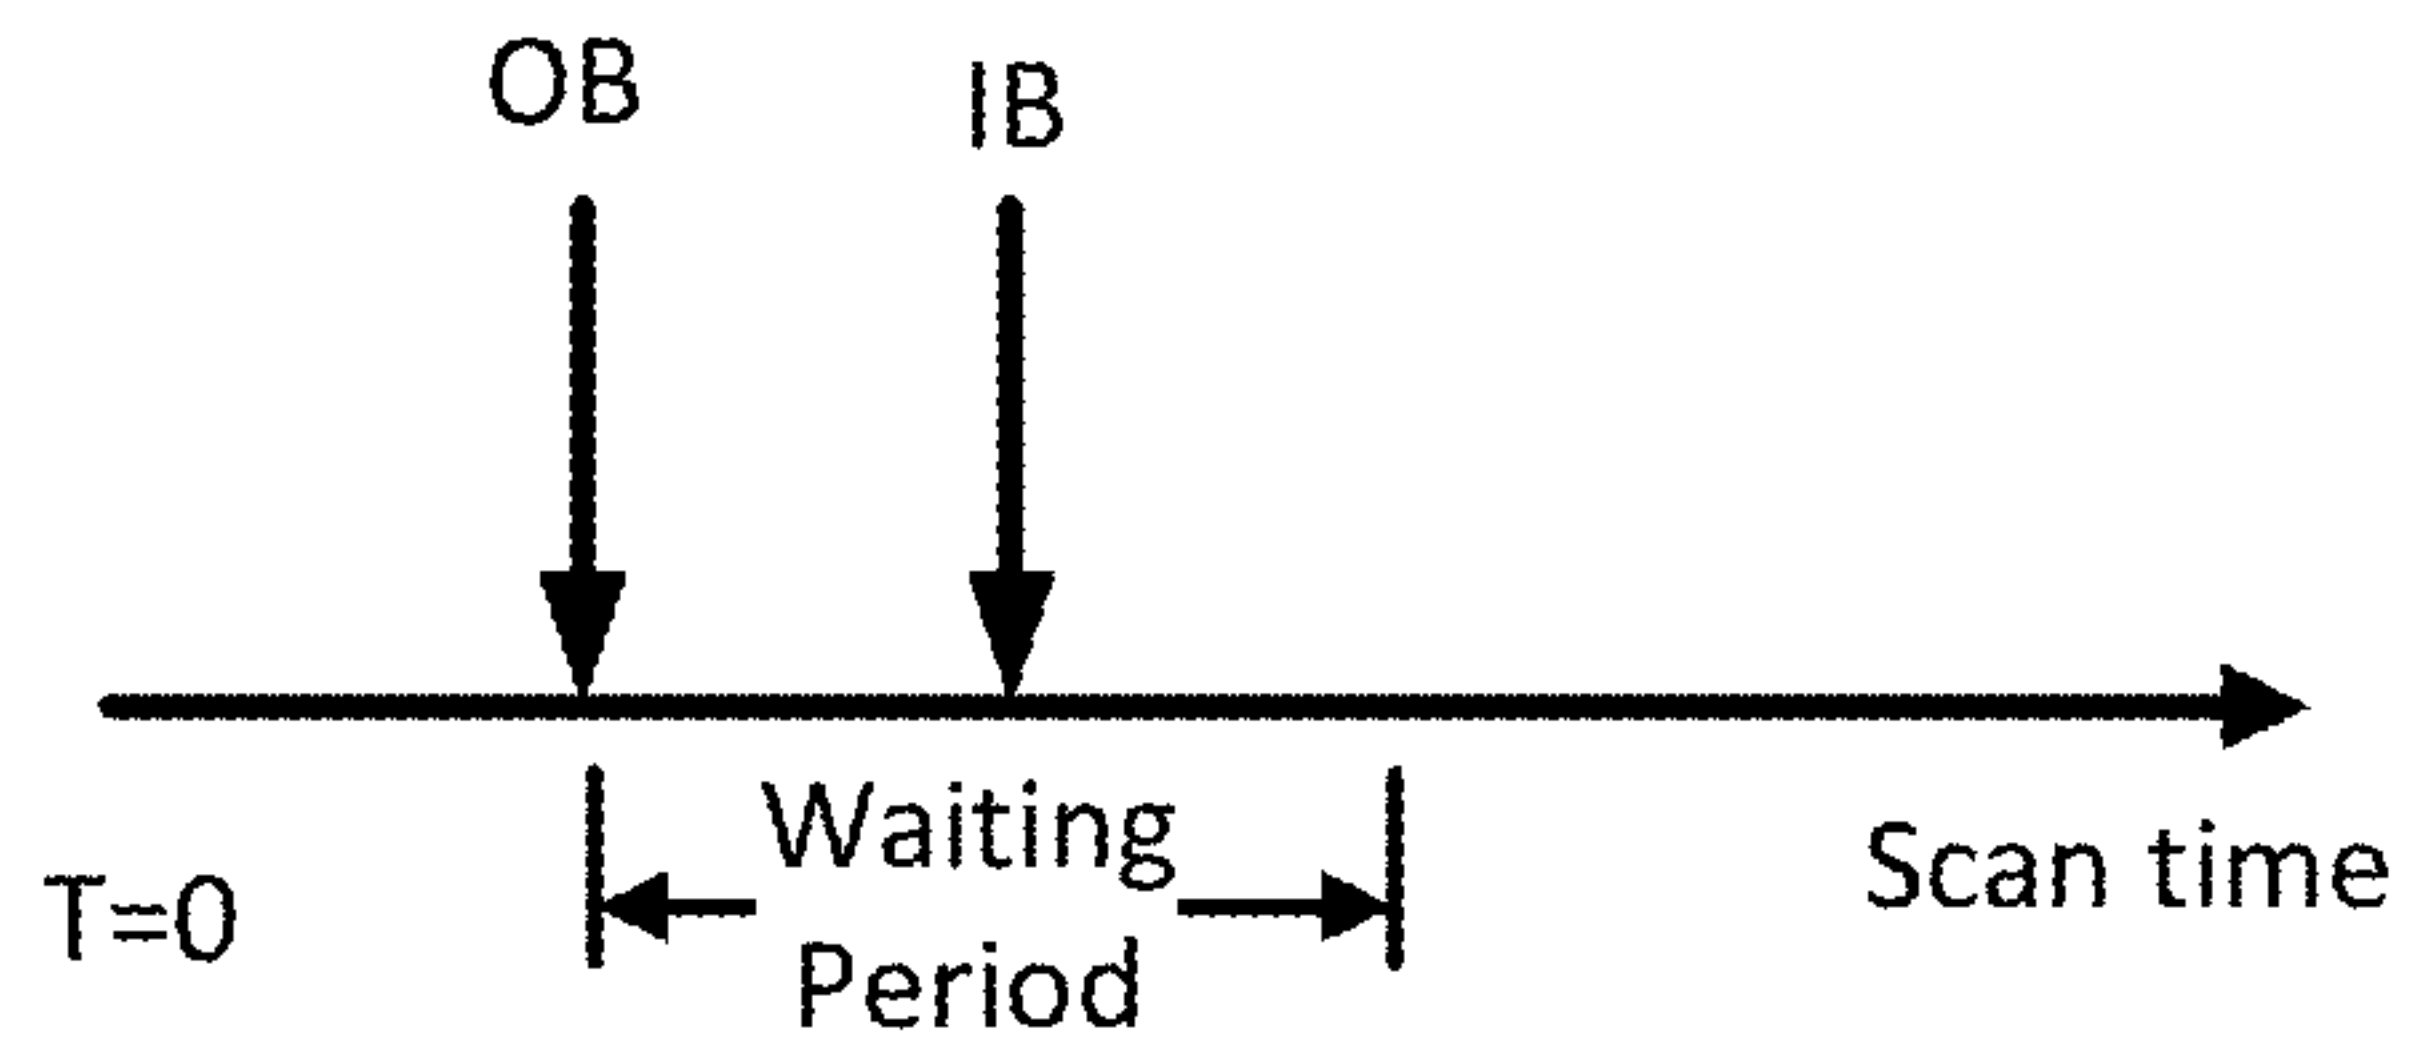 OB
IB
Waiting
Period
T=0
Scan time